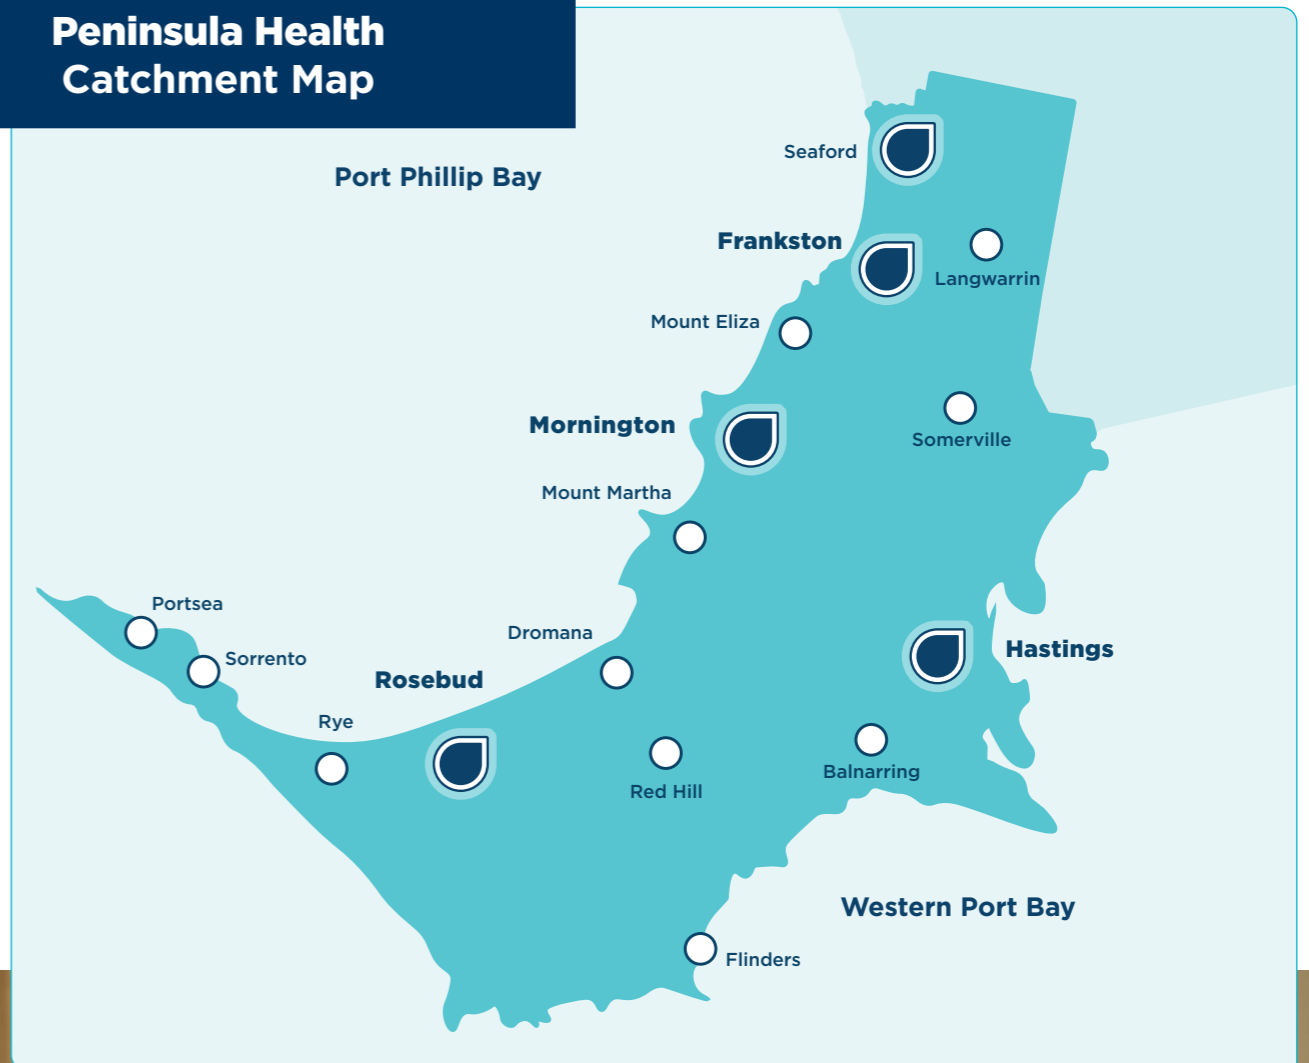 Peninsula Health
Catchment Map
Seaford
Port Phillip Bay
Frankston
Langwarrin
Mount Eliza
Mornington
Somerville
Mount Martha
Portsea
Dromana
Hastings
Sorrento
Rosebud
Rye
Balnarring
Red Hill
Western Port Bay
Flinders